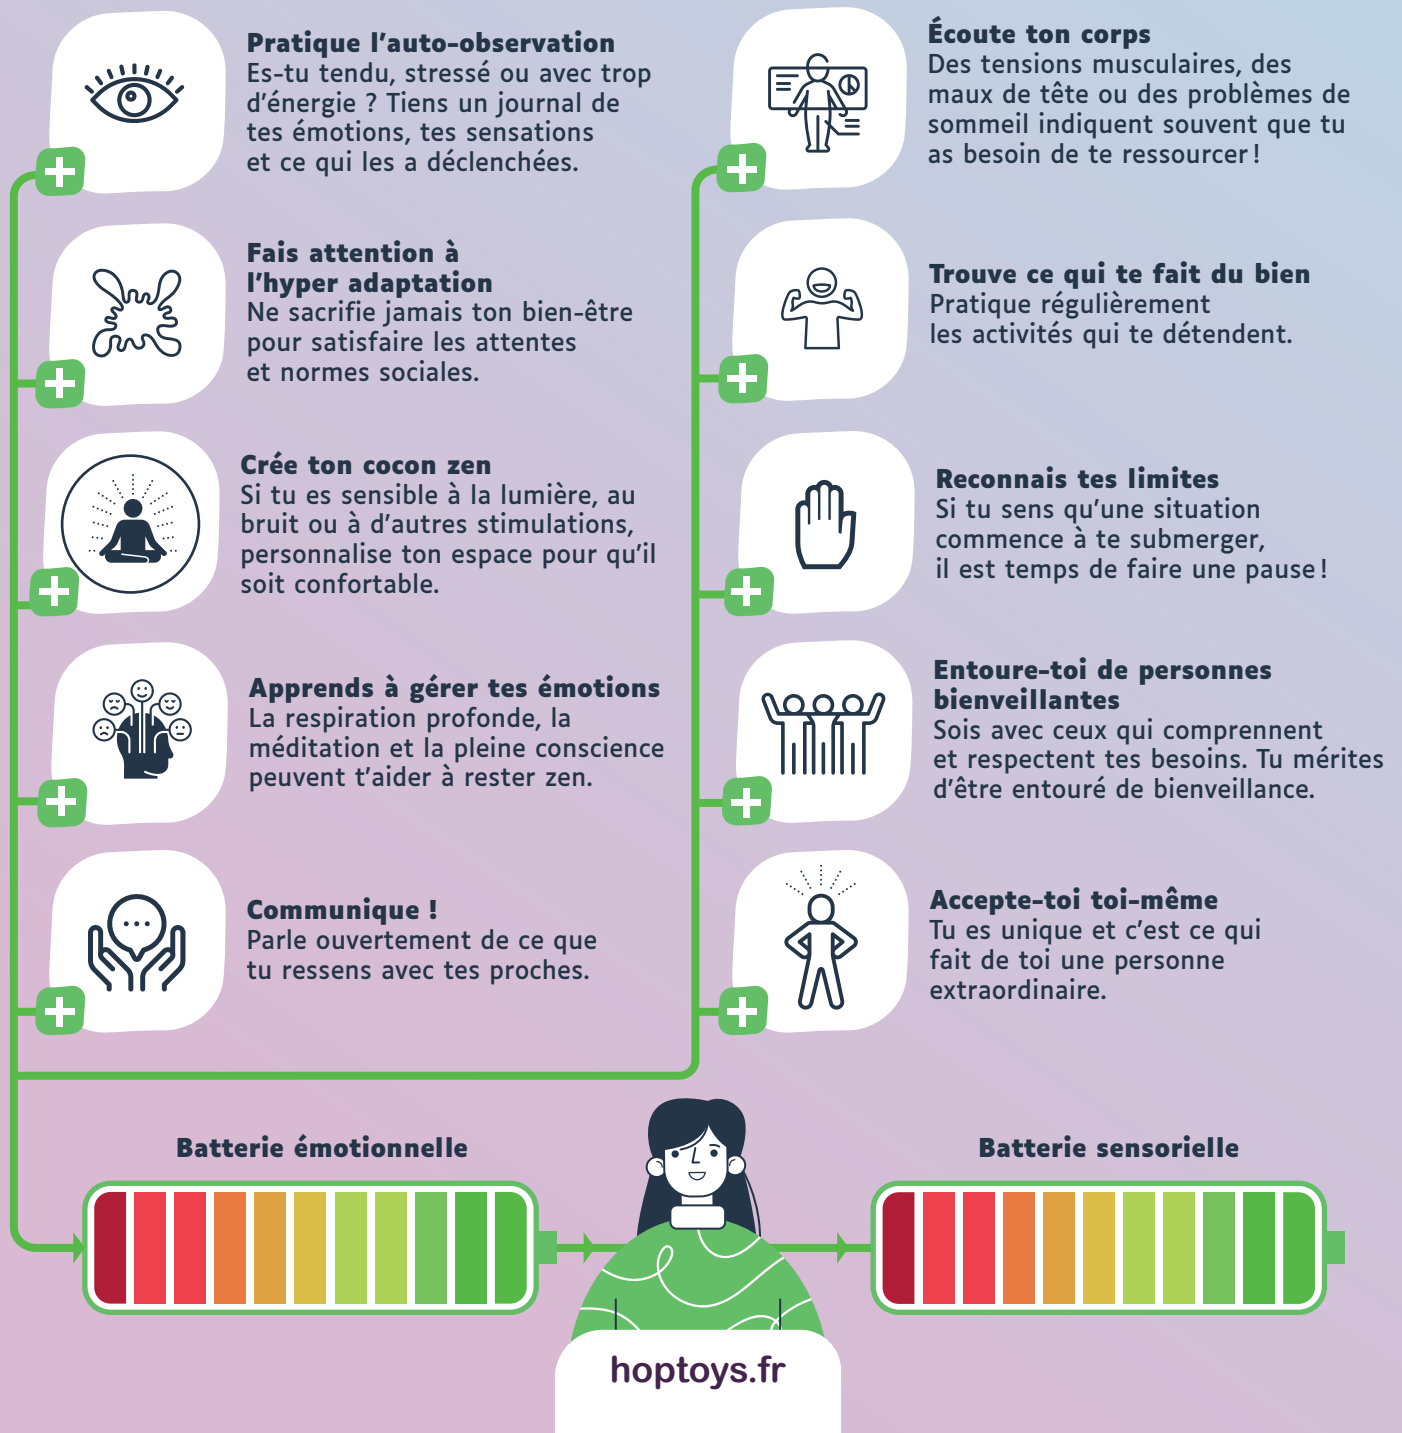 Pratique l'auto-observation
Es-tu tendu, stressé ou avec trop
d'énergie ? Tiens un journal de
tes émotions, tes sensations
et ce qui les a déclenchées.
Fais attention à
l'hyper adaptation
Ne sacrifie jamais ton bien-être
pour satisfaire les attentes
et normes sociales.
Crée ton cocon zen
Si tu es sensible à la lumière, au
bruit ou à d'autres stimulations,
personnalise ton espace pour qu'il
soit confortable.
Apprends à gérer tes émotions
La respiration profonde, la
méditation et la pleine conscience
peuvent t'aider à rester zen.
Communique !
Parle ouvertement de ce que
tu ressens avec tes proches.
Écoute ton corps
Des tensions musculaires, des
maux de tête ou des problèmes de
sommeil indiquent souvent que tu
as besoin de te ressourcer !
Trouve ce qui te fait du bien
Pratique régulièrement
les activités qui te détendent.
Reconnais tes limites
Si tu sens qu'une situation
commence à te submerger,
il est temps de faire une pause !
Entoure-toi de personnes
bienveillantes
Sois avec ceux qui comprennent
et respectent tes besoins. Tu mérites
d'être entouré de bienveillance.
Accepte-toi toi-même
Tu es unique et c'est ce qui
fait de toi une personne
extraordinaire.
Batterie émotionnelle
Batterie sensorielle
hoptoys.fr